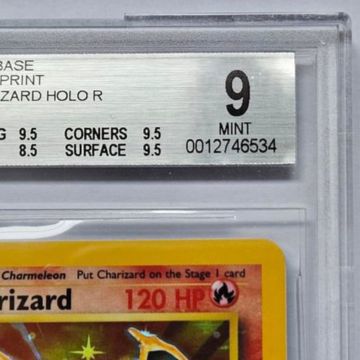 BASE
PRINT
IZARD HOLO R
G 9.5 CORNERS 9.5
8.5 SURFACE 9.5
9
MINT
0012746534
Charmeleon Put Charizard on the Stage 1 card
rizard 120 HP